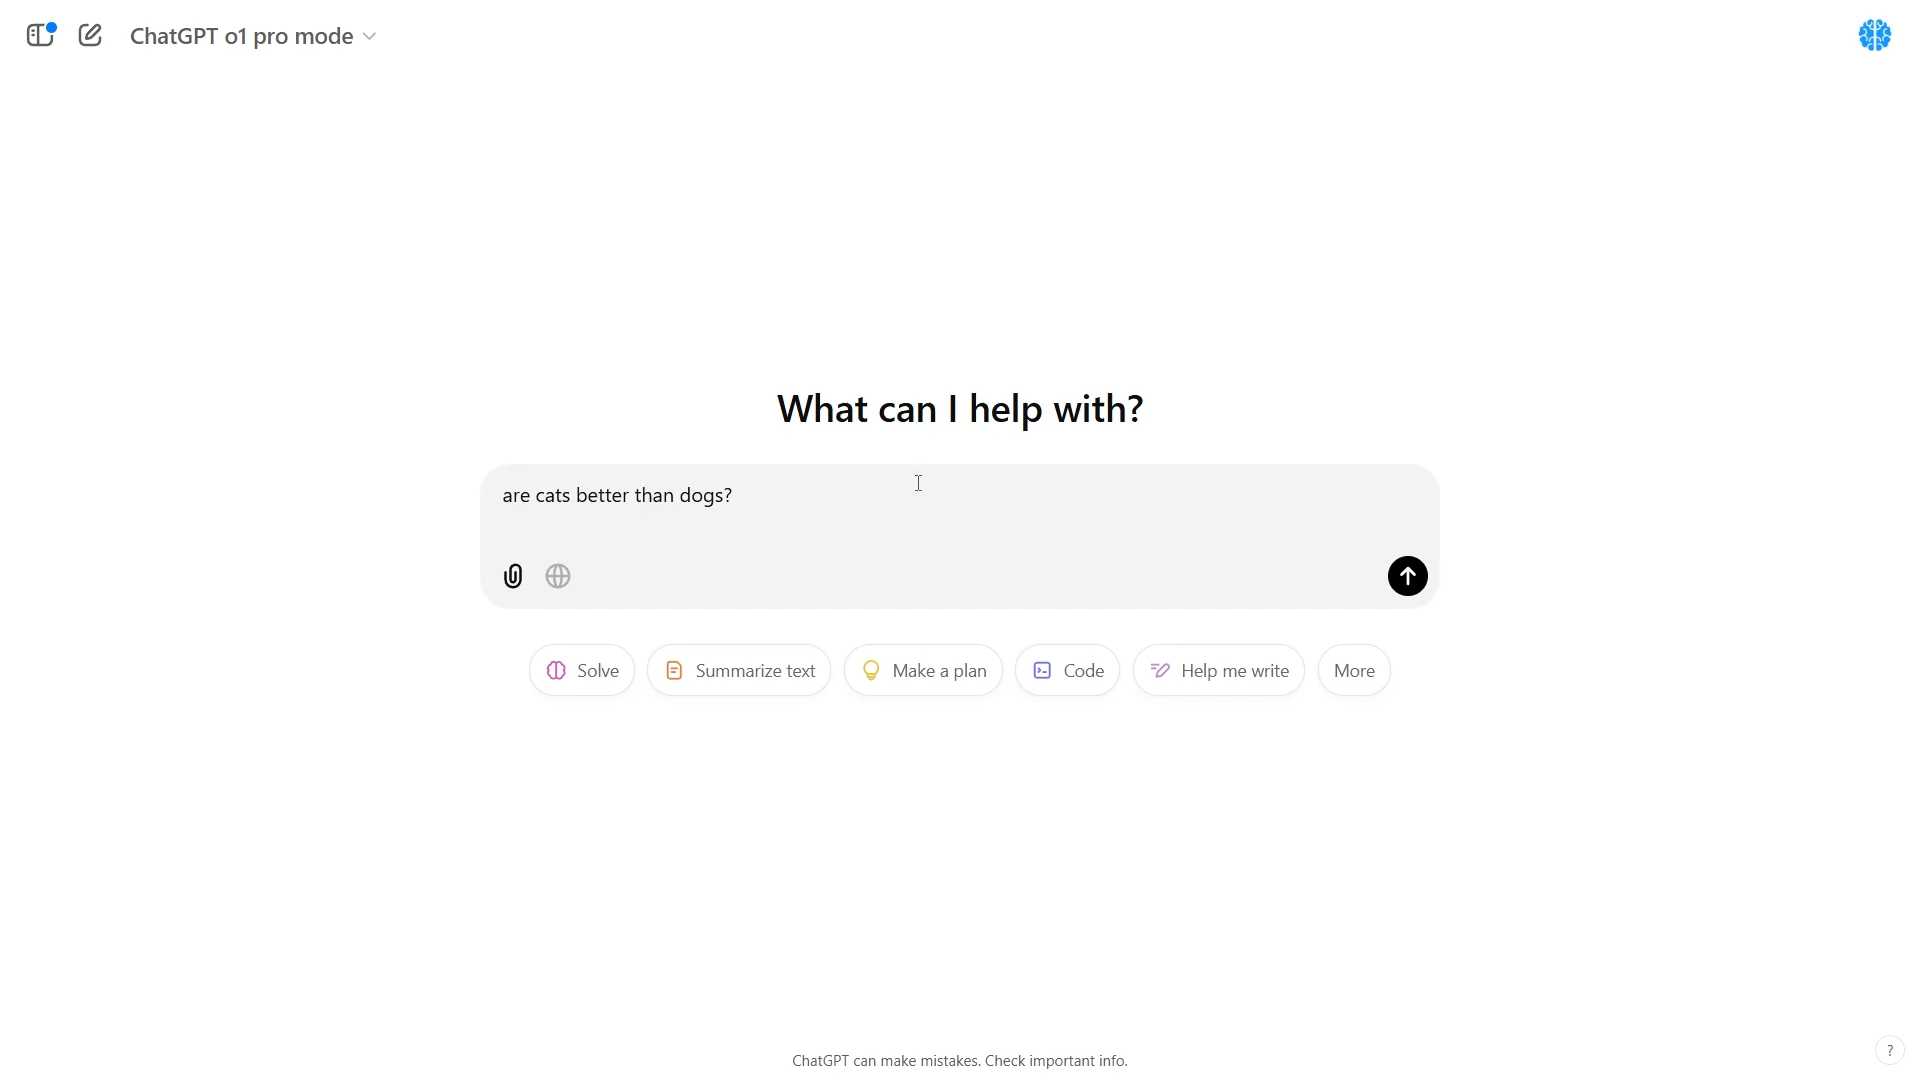 ChatGPT o1 pro mode
What can I help with?
are cats better than dogs?
Solve
Summarize text
Make a plan
Code
Help me write
More
ChatGPT can make mistakes. Check important info.
?